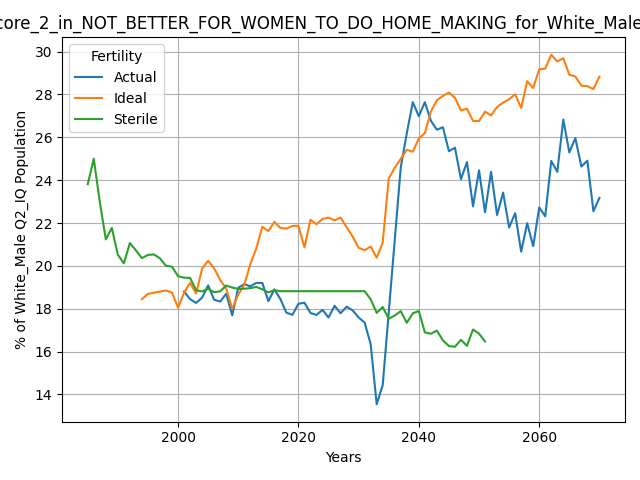 core_2_in_NOT_BETTER_FOR_WOMEN_TO_DO_HOME_MAKING_for_White_Male
Fertility
Actual
Ideal
Sterile
% of White_Male Q2_IQ Population
30
28
26
24
22
20
18
16
14
2000 2020 2040 2060
Years